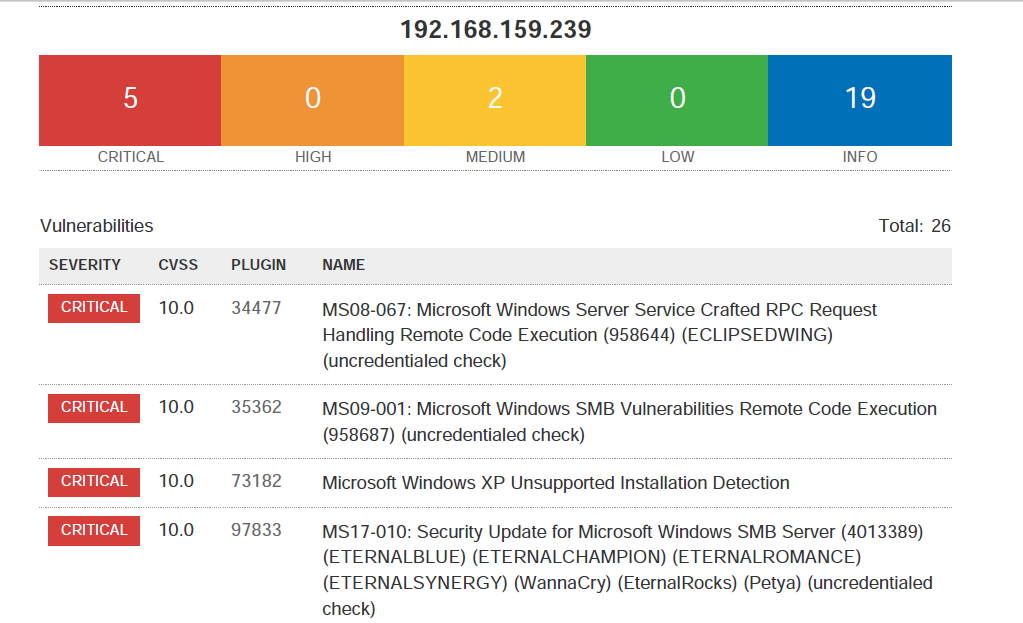 192.168.159.239
5 0 2 0 19
CRITICAL HIGH MEDIUM LOW INFO
Vulnerabilities Total: 26
SEVERITY CVSS PLUGIN NAME
CRITICAL 10.0 34477 MS08-067: Microsoft Windows Server Service Crafted RPC Request
Handling Remote Code Execution (958644) (ECLIPSEDWING)
(uncredentialed check)
CRITICAL 10.0 35362 MS09-001: Microsoft Windows SMB Vulnerabilities Remote Code Execution
(958687) (uncredentialed check)
CRITICAL 10.0 73182 Microsoft Windows XP Unsupported Installation Detection
CRITICAL 10.0 97833 MS17-010: Security Update for Microsoft Windows SMB Server (4013389)
(ETERNALBLUE) (ETERNALCHAMPION) (ETERNALROMANCE)
(ETERNALSYNERGY) (WannaCry) (EternalRocks) (Petya) (uncredentialed
check)